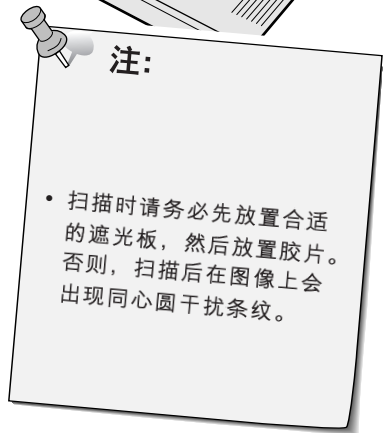 注:
• 扫描时请务必先放置合适
的遮光板，然后放置胶片。
否则，扫描后在图像上会
出现同心圆干扰条纹。